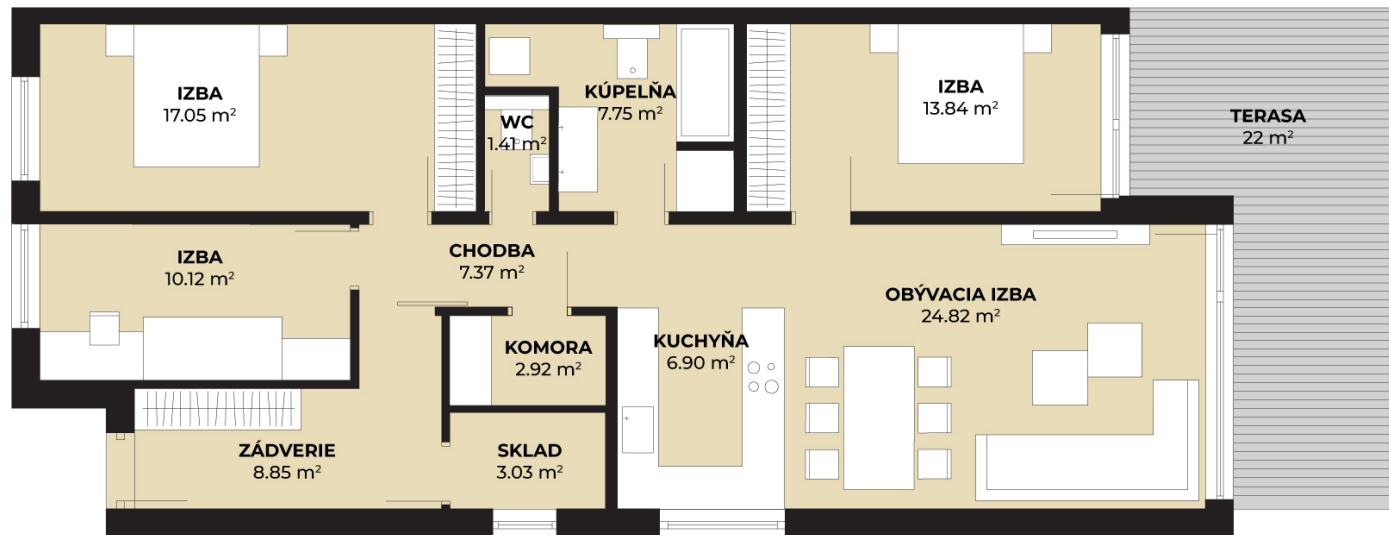 IZBA
17.05 m²
WC
1.41 m²
KÚPELŇA
7.75 m²
IZBA
13.84 m²
TERASA
22 m²
IZBA
10.12 m²
CHODBA
7.37 m²
OBÝVACIA IZBA
24.82 m²
KOMORA
2.92 m²
KUCHYŇA
6.90 m²
ZÁDVERIE
8.85 m²
SKLAD
3.03 m²